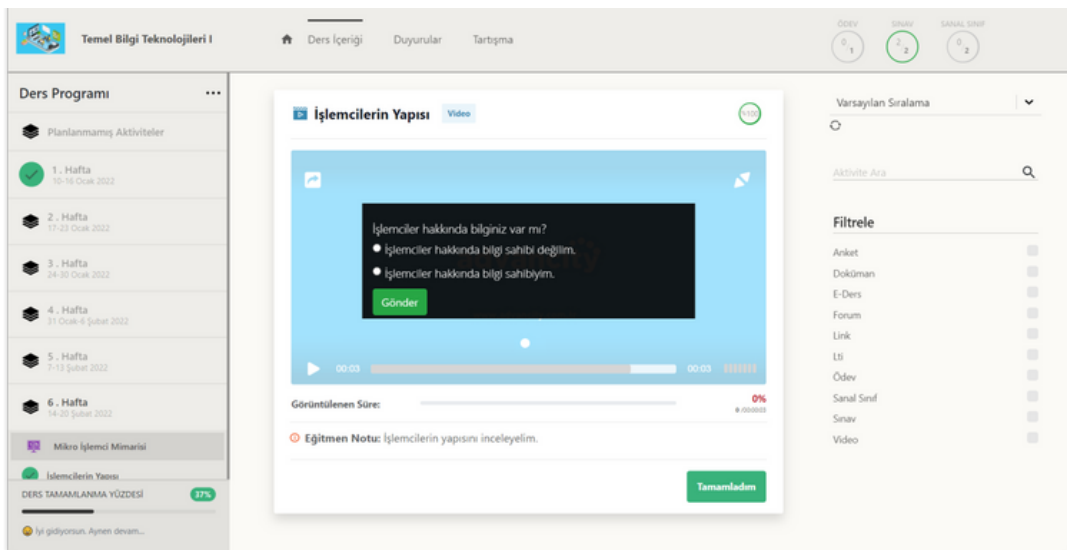 Temel Bilgi Teknolojileri I
Ders İçeriği
Duyurular
Tartışma
ÖDEV
SINAV
SANAL SINIF
0 1
2 2
0 2
Ders Programı
Planlanmamış Aktiviteler
1 . Hafta
10-16 Ocak 2022
2 . Hafta
17-23 Ocak 2022
3 . Hafta
24-30 Ocak 2022
4 . Hafta
31 Ocak-6 Şubat 2022
5 . Hafta
7-13 Şubat 2022
6 . Hafta
14-20 Şubat 2022
Mikro İşlemci Mimarisi
İşlemcilerin Yapısı
DERS TAMAMLANMA YÜZDESİ
37%
İyi gidiyorsun. Aynen devam...
İşlemcilerin Yapısı
Video
%100
İşlemciler hakkında bilginiz var mı?
İşlemciler hakkında bilgi sahibi değilim.
İşlemciler hakkında bilgi sahibiyim.
Gönder
00:03
00:03
Görüntülenen Süre:
0%
Eğitmen Notu: İşlemcilerin yapısını inceleyelim.
Tamamladım
Varsayılan Sıralama
Aktivite Ara
Filtrele
Anket
Doküman
E-Ders
Forum
Link
Lti
Ödev
Sanal Sınıf
Sınav
Video